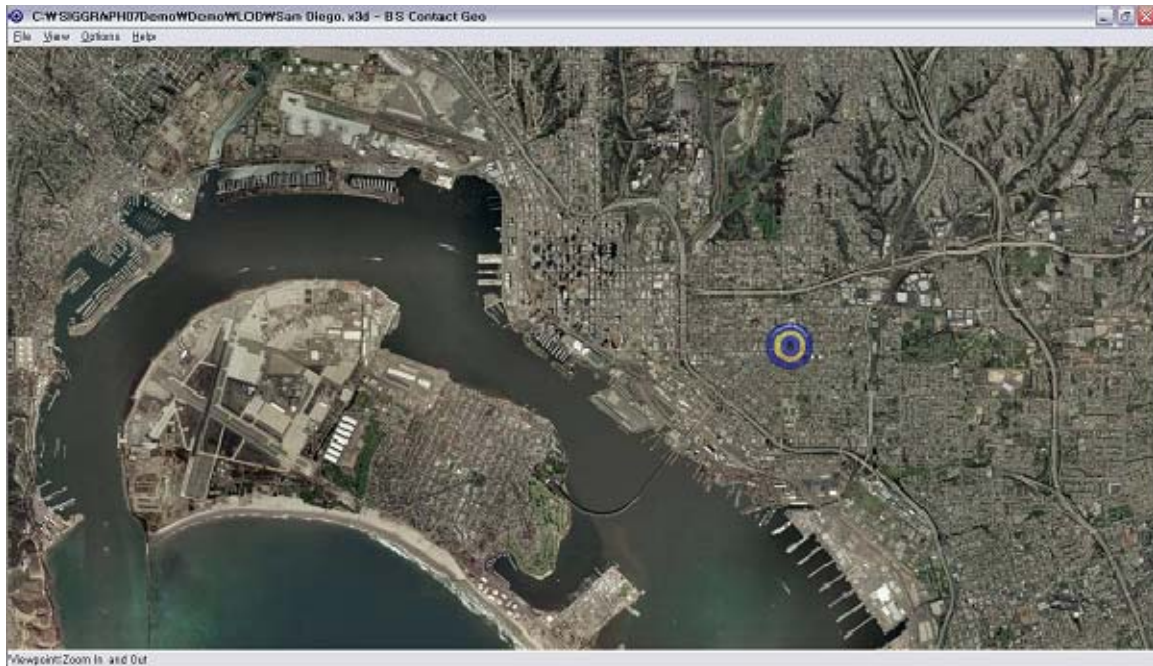 C:₩SIGGRAPH07Demo₩Demo₩LOD₩San Diego.x3d - BS Contact Geo
File View Options Help
Viewpoint:Zoom In and Out